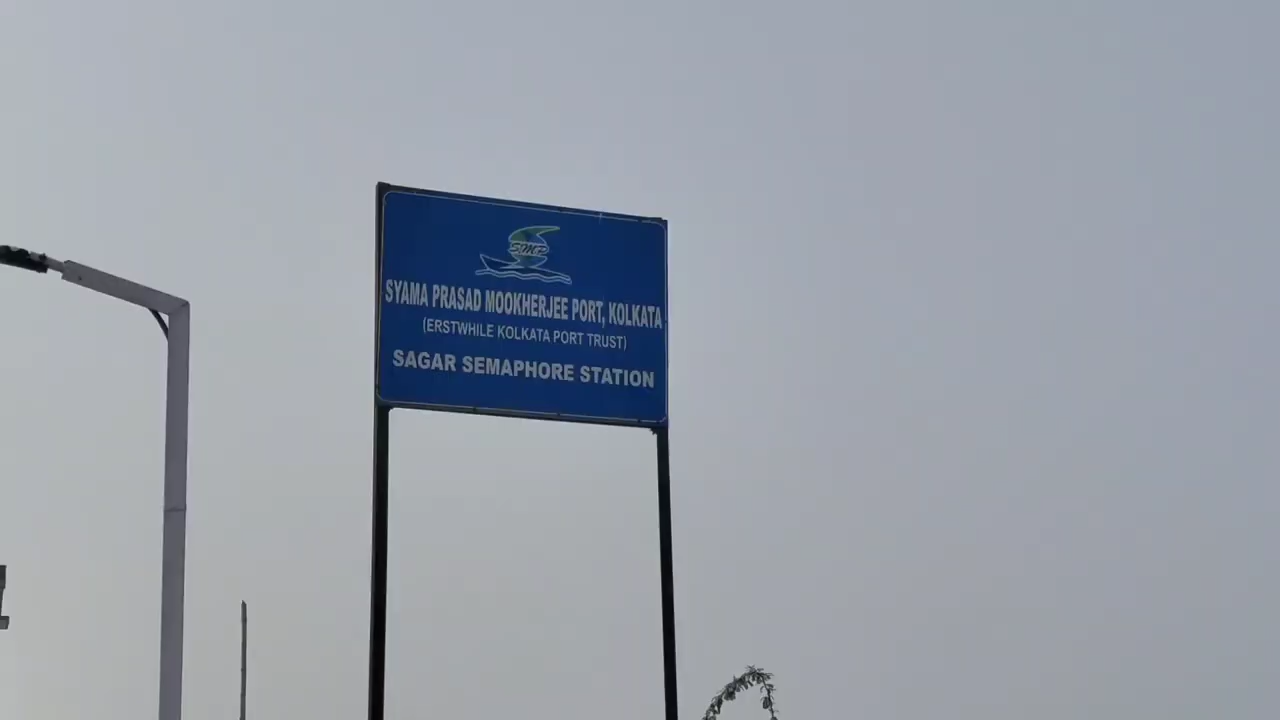 SMP
SYAMA PRASAD MOOKHERJEE PORT, KOLKATA
(ERSTWHILE KOLKATA PORT TRUST)
SAGAR SEMAPHORE STATION